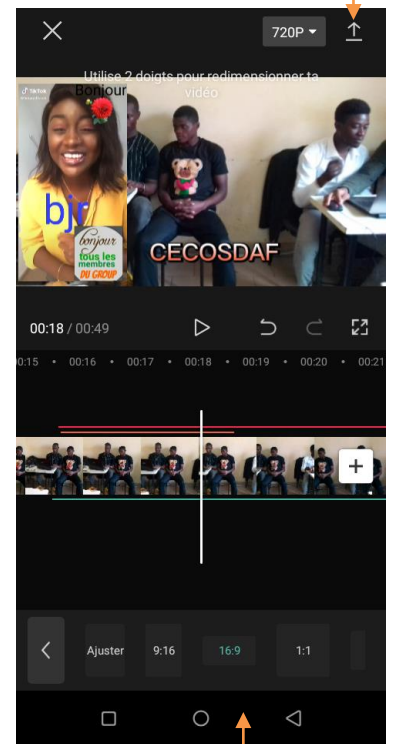 720P
Utilise 2 doigts pour redimensionner ta
vidéo
TikTok
Bonjour
bjr
bonjour
tous les
membres
DU GROUP
CECOSDAF
00:18 / 00:49
0:15 00:16 00:17 00:18 00:19 00:20 00:21
Ajuster 9:16 16:9 1:1